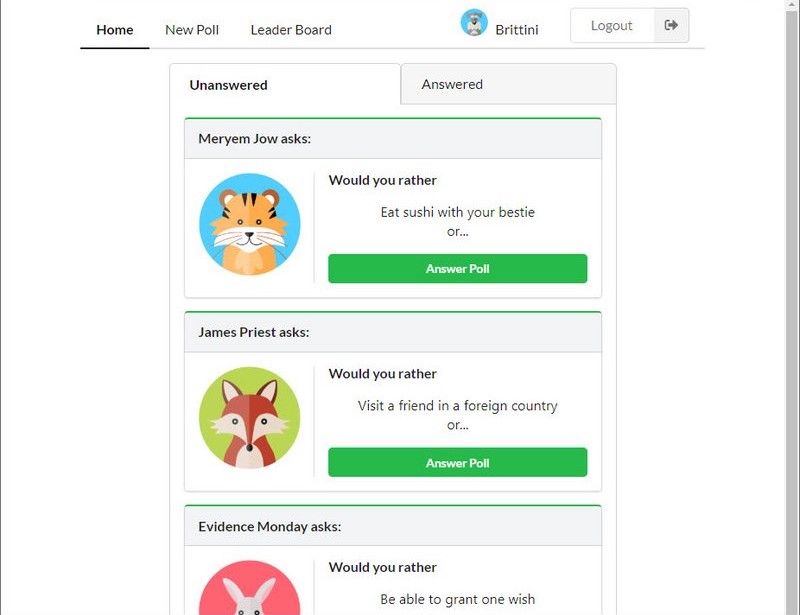 Home New Poll Leader Board Brittini Logout
Unanswered Answered
Meryem Jow asks:
Would you rather
Eat sushi with your bestie
or...
Answer Poll
James Priest asks:
Would you rather
Visit a friend in a foreign country
or...
Answer Poll
Evidence Monday asks:
Would you rather
Be able to grant one wish